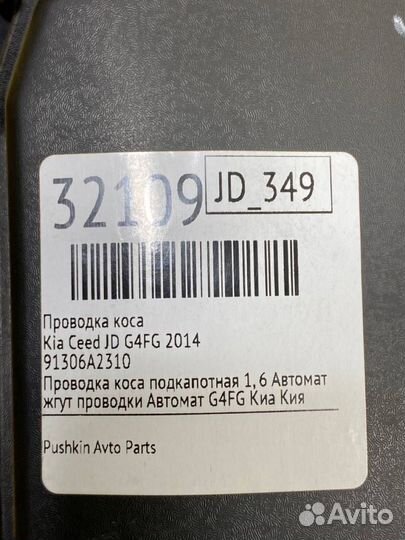 32109
JD_349
Проводка коса
Kia Ceed JD G4FG 2014
91306A2310
Проводка коса подкапотная 1,6 Автомат
жгут проводки Автомат G4FG Киа Кия
Pushkin Avto Parts
Avito